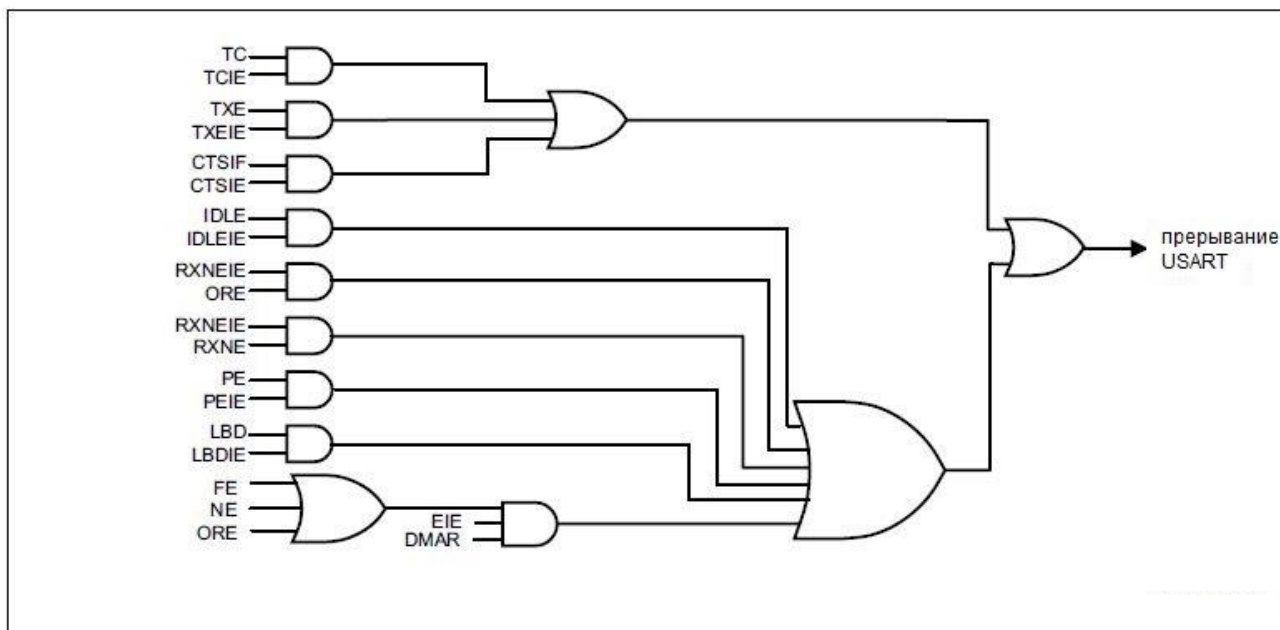 TC
TCIE
TXE
TXEIE
CTSIF
CTSIE
IDLE
IDLEIE
RXNEIE
ORE
RXNEIE
RXNE
PE
PEIE
LBD
LBDIE
FE
NE
ORE
EIE
DMAR
прерывание
USART